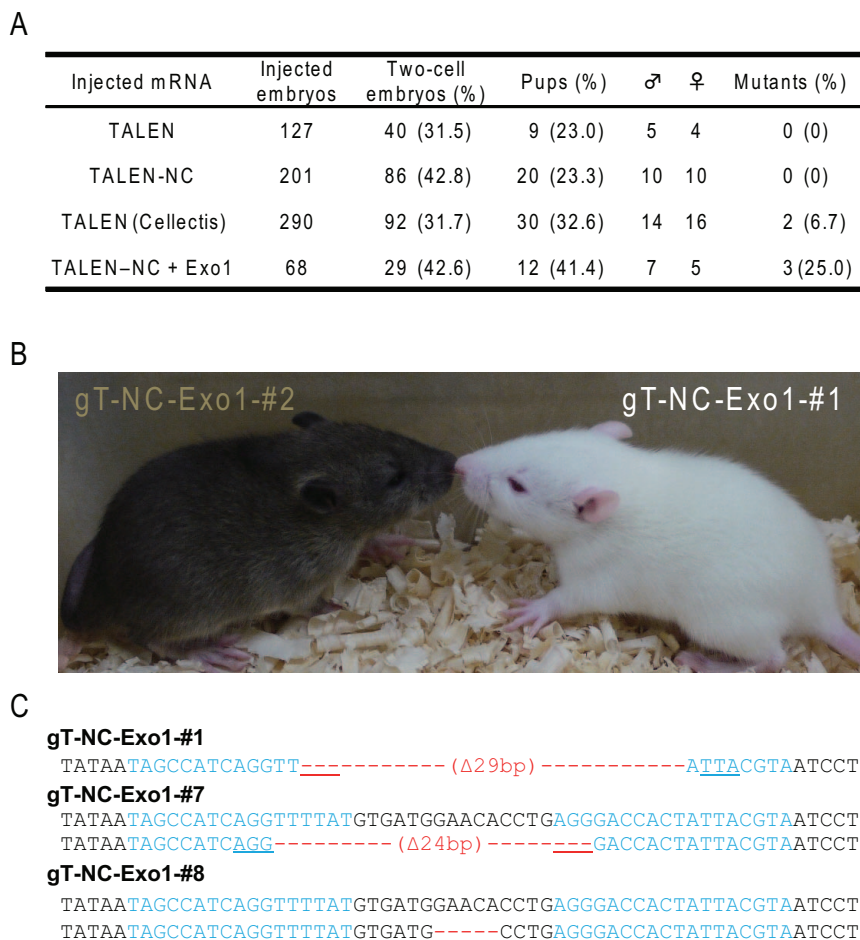 A
Injected mRNA Injected embryos Two-cell embryos (%) Pups (%) ♂ ♀ Mutants (%)
TALEN 127 40 (31.5) 9 (23.0) 5 4 0 (0)
TALEN-NC 201 86 (42.8) 20 (23.3) 10 10 0 (0)
TALEN (Cellectis) 290 92 (31.7) 30 (32.6) 14 16 2 (6.7)
TALEN–NC + Exo1 68 29 (42.6) 12 (41.4) 7 5 3 (25.0)
B
gT-NC-Exo1-#2 gT-NC-Exo1-#1
C
gT-NC-Exo1-#1
TATAATAGCCATCAGGTT--------------(Δ29bp)--------------ATTACGTAATCCT
gT-NC-Exo1-#7
TATAATAGCCATCAGGTTTTATGTGATGGAACACCTGAGGGACCACTATTACGTAATCCT
TATAATAGCCATCAGG---------(Δ24bp)--------GACCACTATTACGTAATCCT
gT-NC-Exo1-#8
TATAATAGCCATCAGGTTTTATGTGATGGAACACCTGAGGGACCACTATTACGTAATCCT
TATAATAGCCATCAGGTTTTATGTGATG-----CCTGAGGGACCACTATTACGTAATCCT